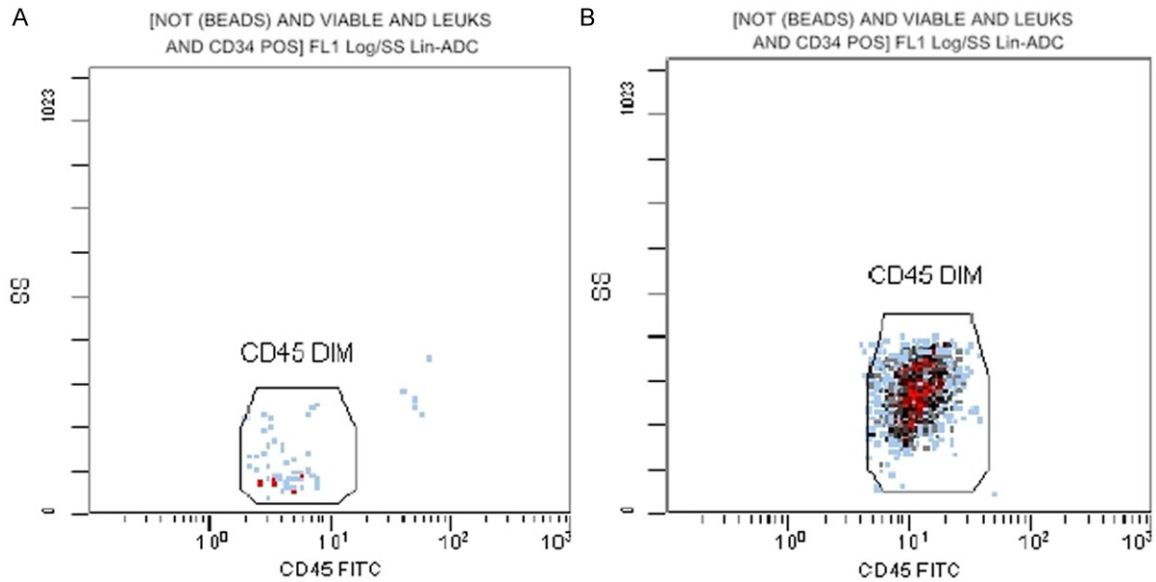 A
[NOT (BEADS) AND VIABLE AND LEUKS
AND CD34 POS] FL1 Log/SS Lin-ADC
1023
SS
0
CD45 DIM
10⁰ 10¹ 10² 10³
CD45 FITC
B
[NOT (BEADS) AND VIABLE AND LEUKS
AND CD34 POS] FL1 Log/SS Lin-ADC
1023
SS
0
CD45 DIM
10⁰ 10¹ 10² 10³
CD45 FITC